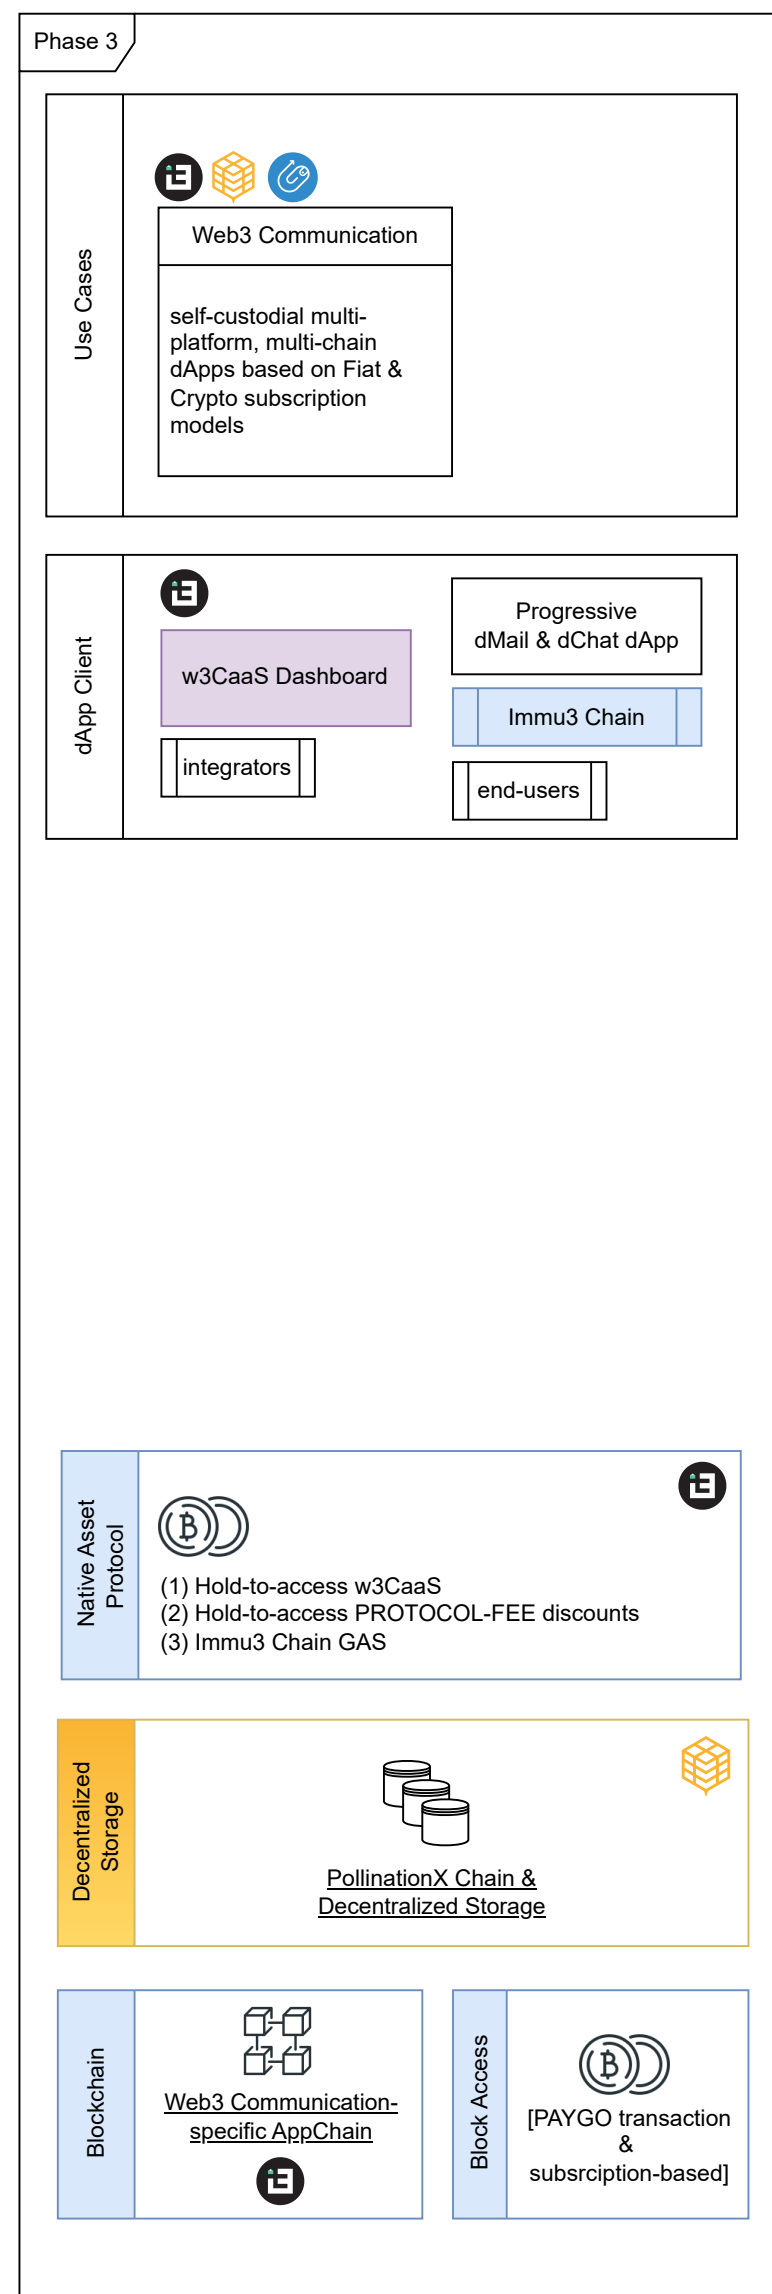 Phase 3
Use Cases
Web3 Communication
self-custodial multi-
platform, multi-chain
dApps based on Fiat &
Crypto subscription
models
dApp Client
w3CaaS Dashboard
integrators
Progressive
dMail & dChat dApp
Immu3 Chain
end-users
Native Asset
Protocol
(1) Hold-to-access w3CaaS
(2) Hold-to-access PROTOCOL-FEE discounts
(3) Immu3 Chain GAS
Decentralized
Storage
PollinationX Chain &
Decentralized Storage
Blockchain
Web3 Communication-
specific AppChain
Block Access
[PAYGO transaction
&
subsrciption-based]